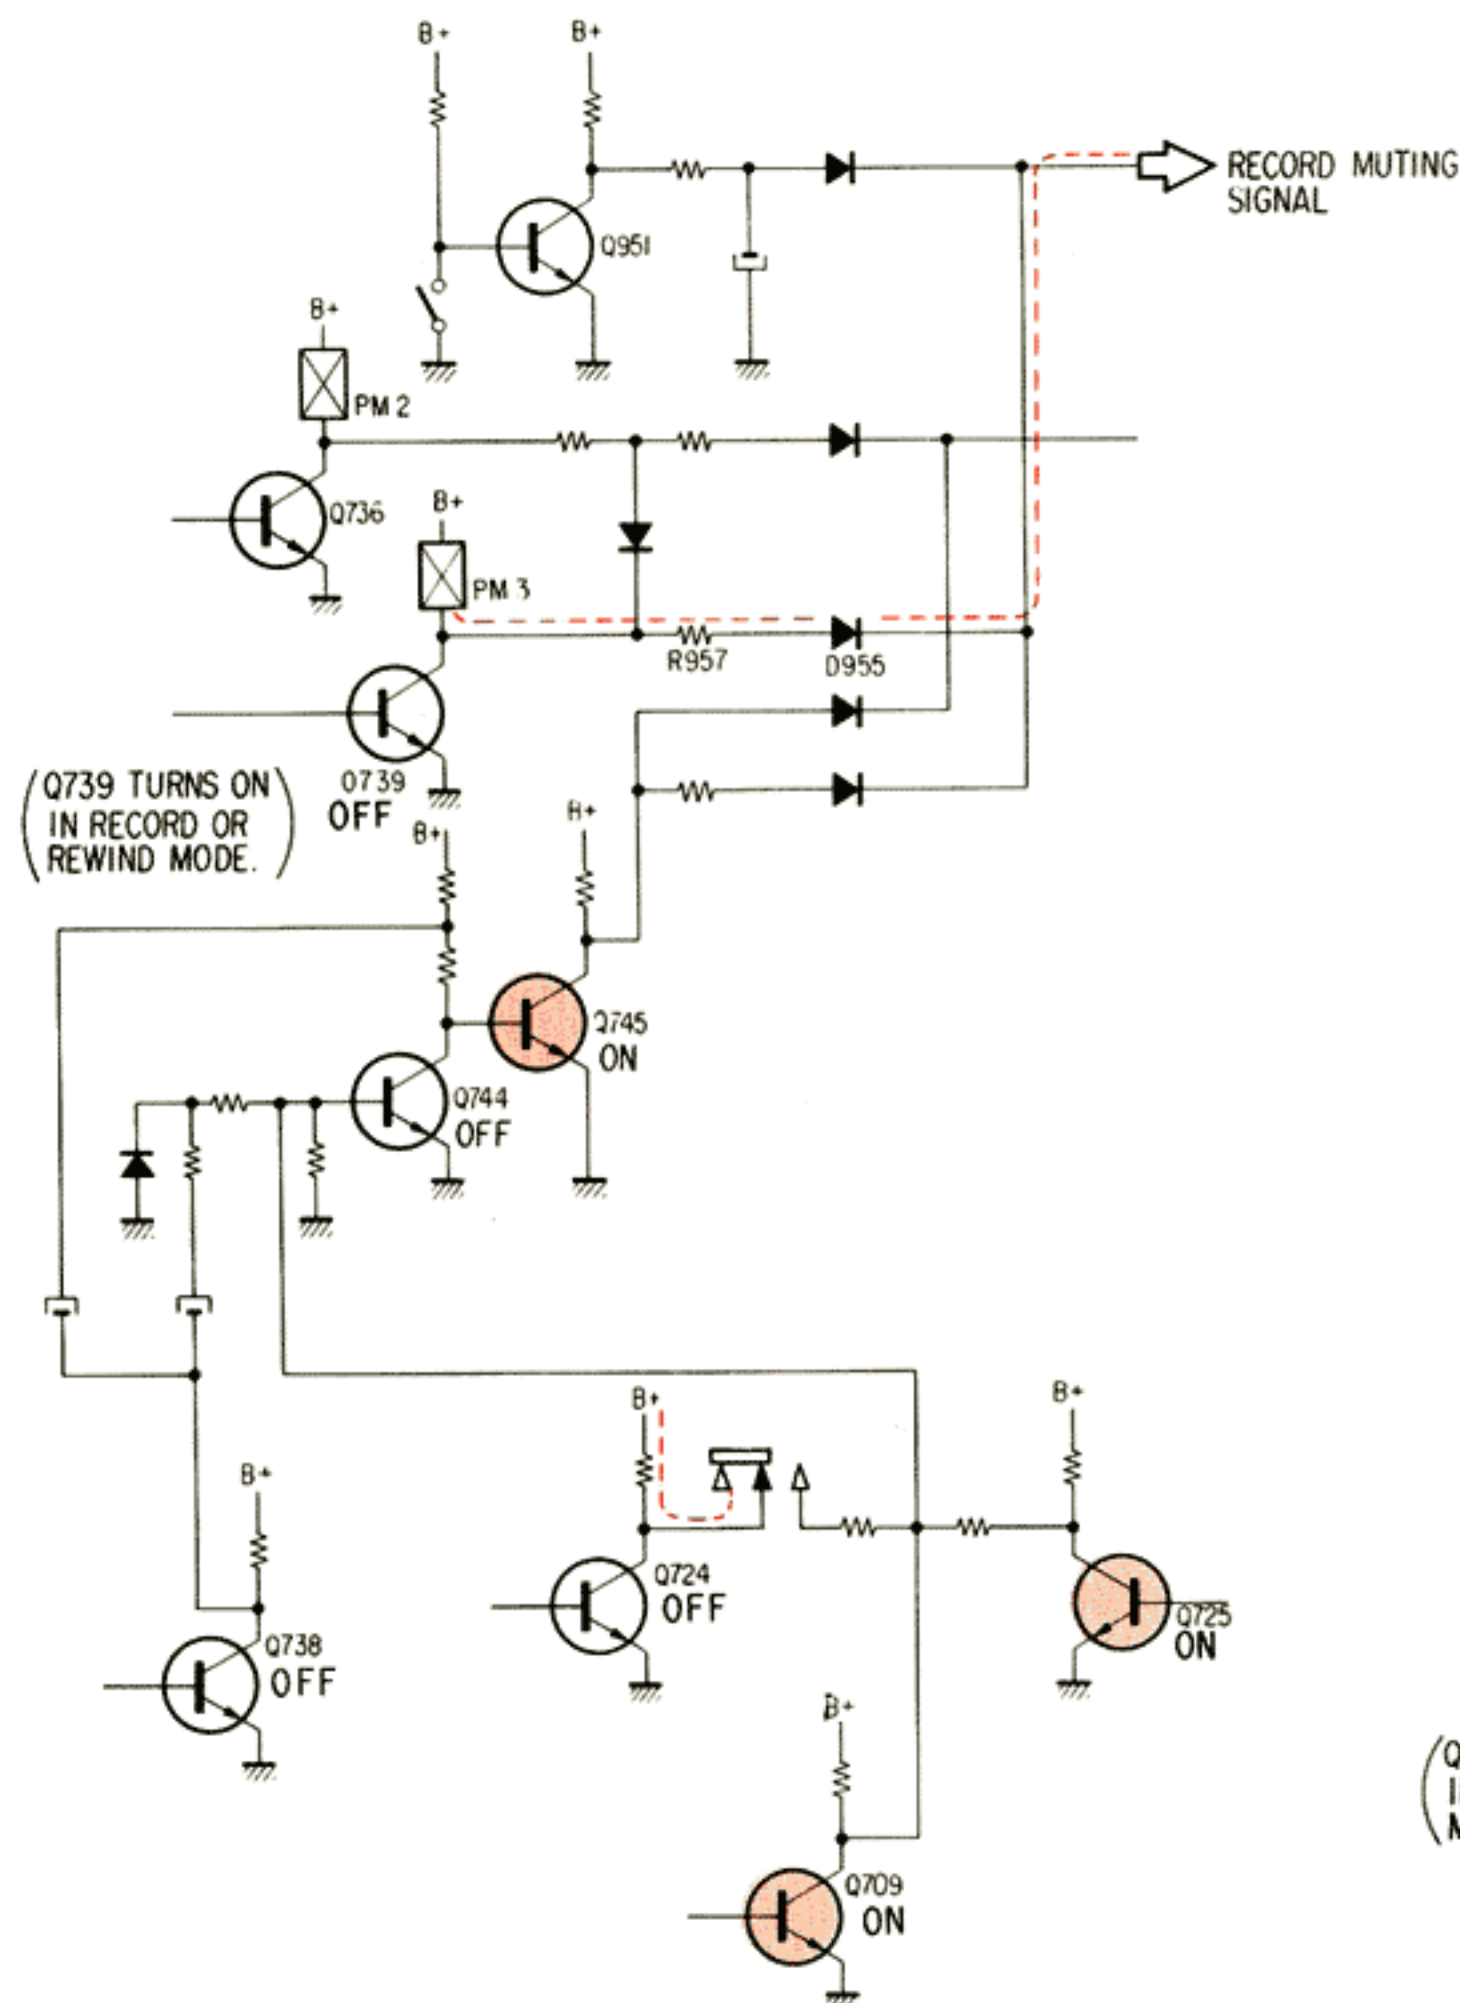 B+
B+
RECORD MUTING
SIGNAL
Q951
B+
PM 2
Q736
B+
PM 3
R957
D955
(Q739 TURNS ON
IN RECORD OR
REWIND MODE.)
Q739
OFF
B+
B+
Q745
ON
Q744
OFF
B+
B+
B+
Q724
OFF
Q725
ON
Q738
OFF
B+
Q709
ON